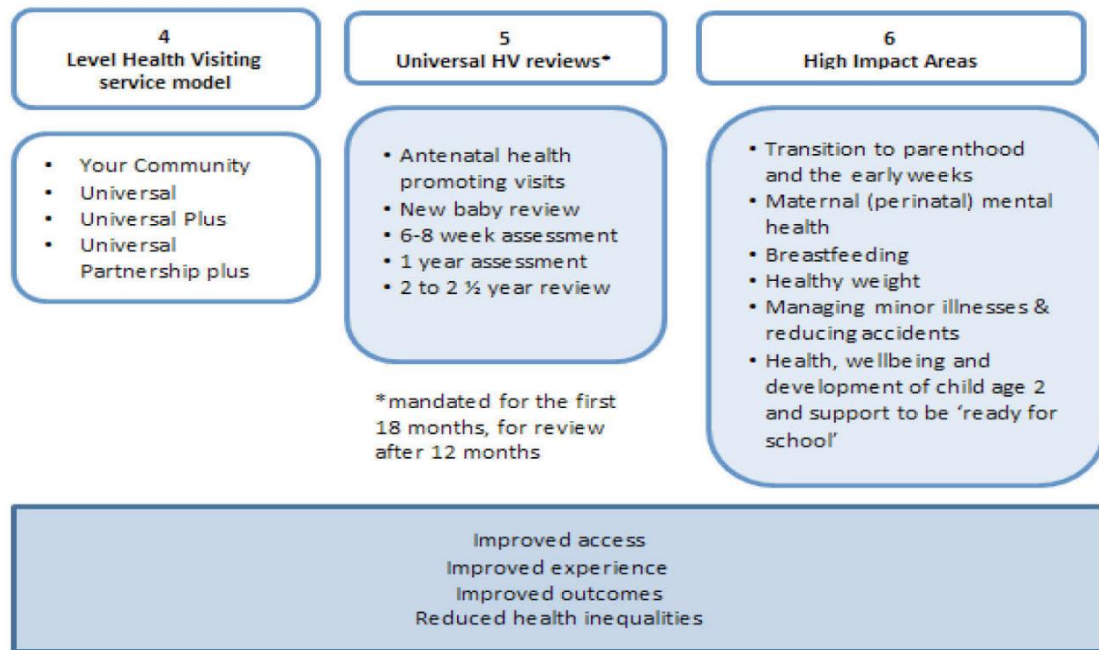 4
Level Health Visiting
service model
• Your Community
• Universal
• Universal Plus
• Universal
Partnership plus
5
Universal HV reviews*
• Antenatal health
promoting visits
• New baby review
• 6-8 week assessment
• 1 year assessment
• 2 to 2 ½ year review
*mandated for the first
18 months, for review
after 12 months
6
High Impact Areas
• Transition to parenthood
and the early weeks
• Maternal (perinatal) mental
health
• Breastfeeding
• Healthy weight
• Managing minor illnesses &
reducing accidents
• Health, wellbeing and
development of child age 2
and support to be ‘ready for
school’
Improved access
Improved experience
Improved outcomes
Reduced health inequalities